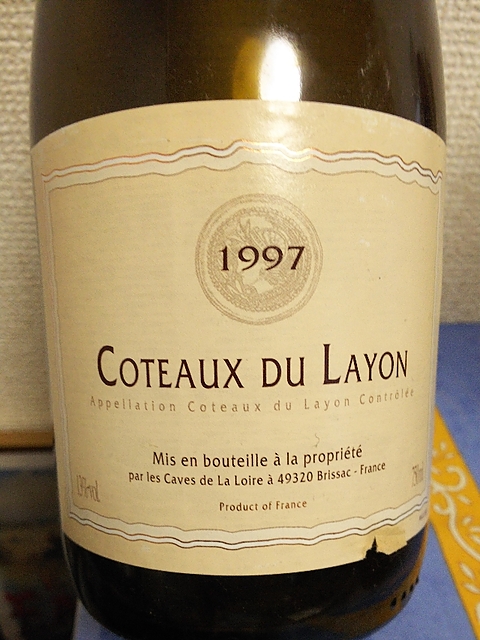 1997
COTEAUX DU LAYON
Appellation Coteaux du Layon Contrôlée
Mis en bouteille à la propriété
par les Caves de La Loire à 49320 Brissac - France
Product of France